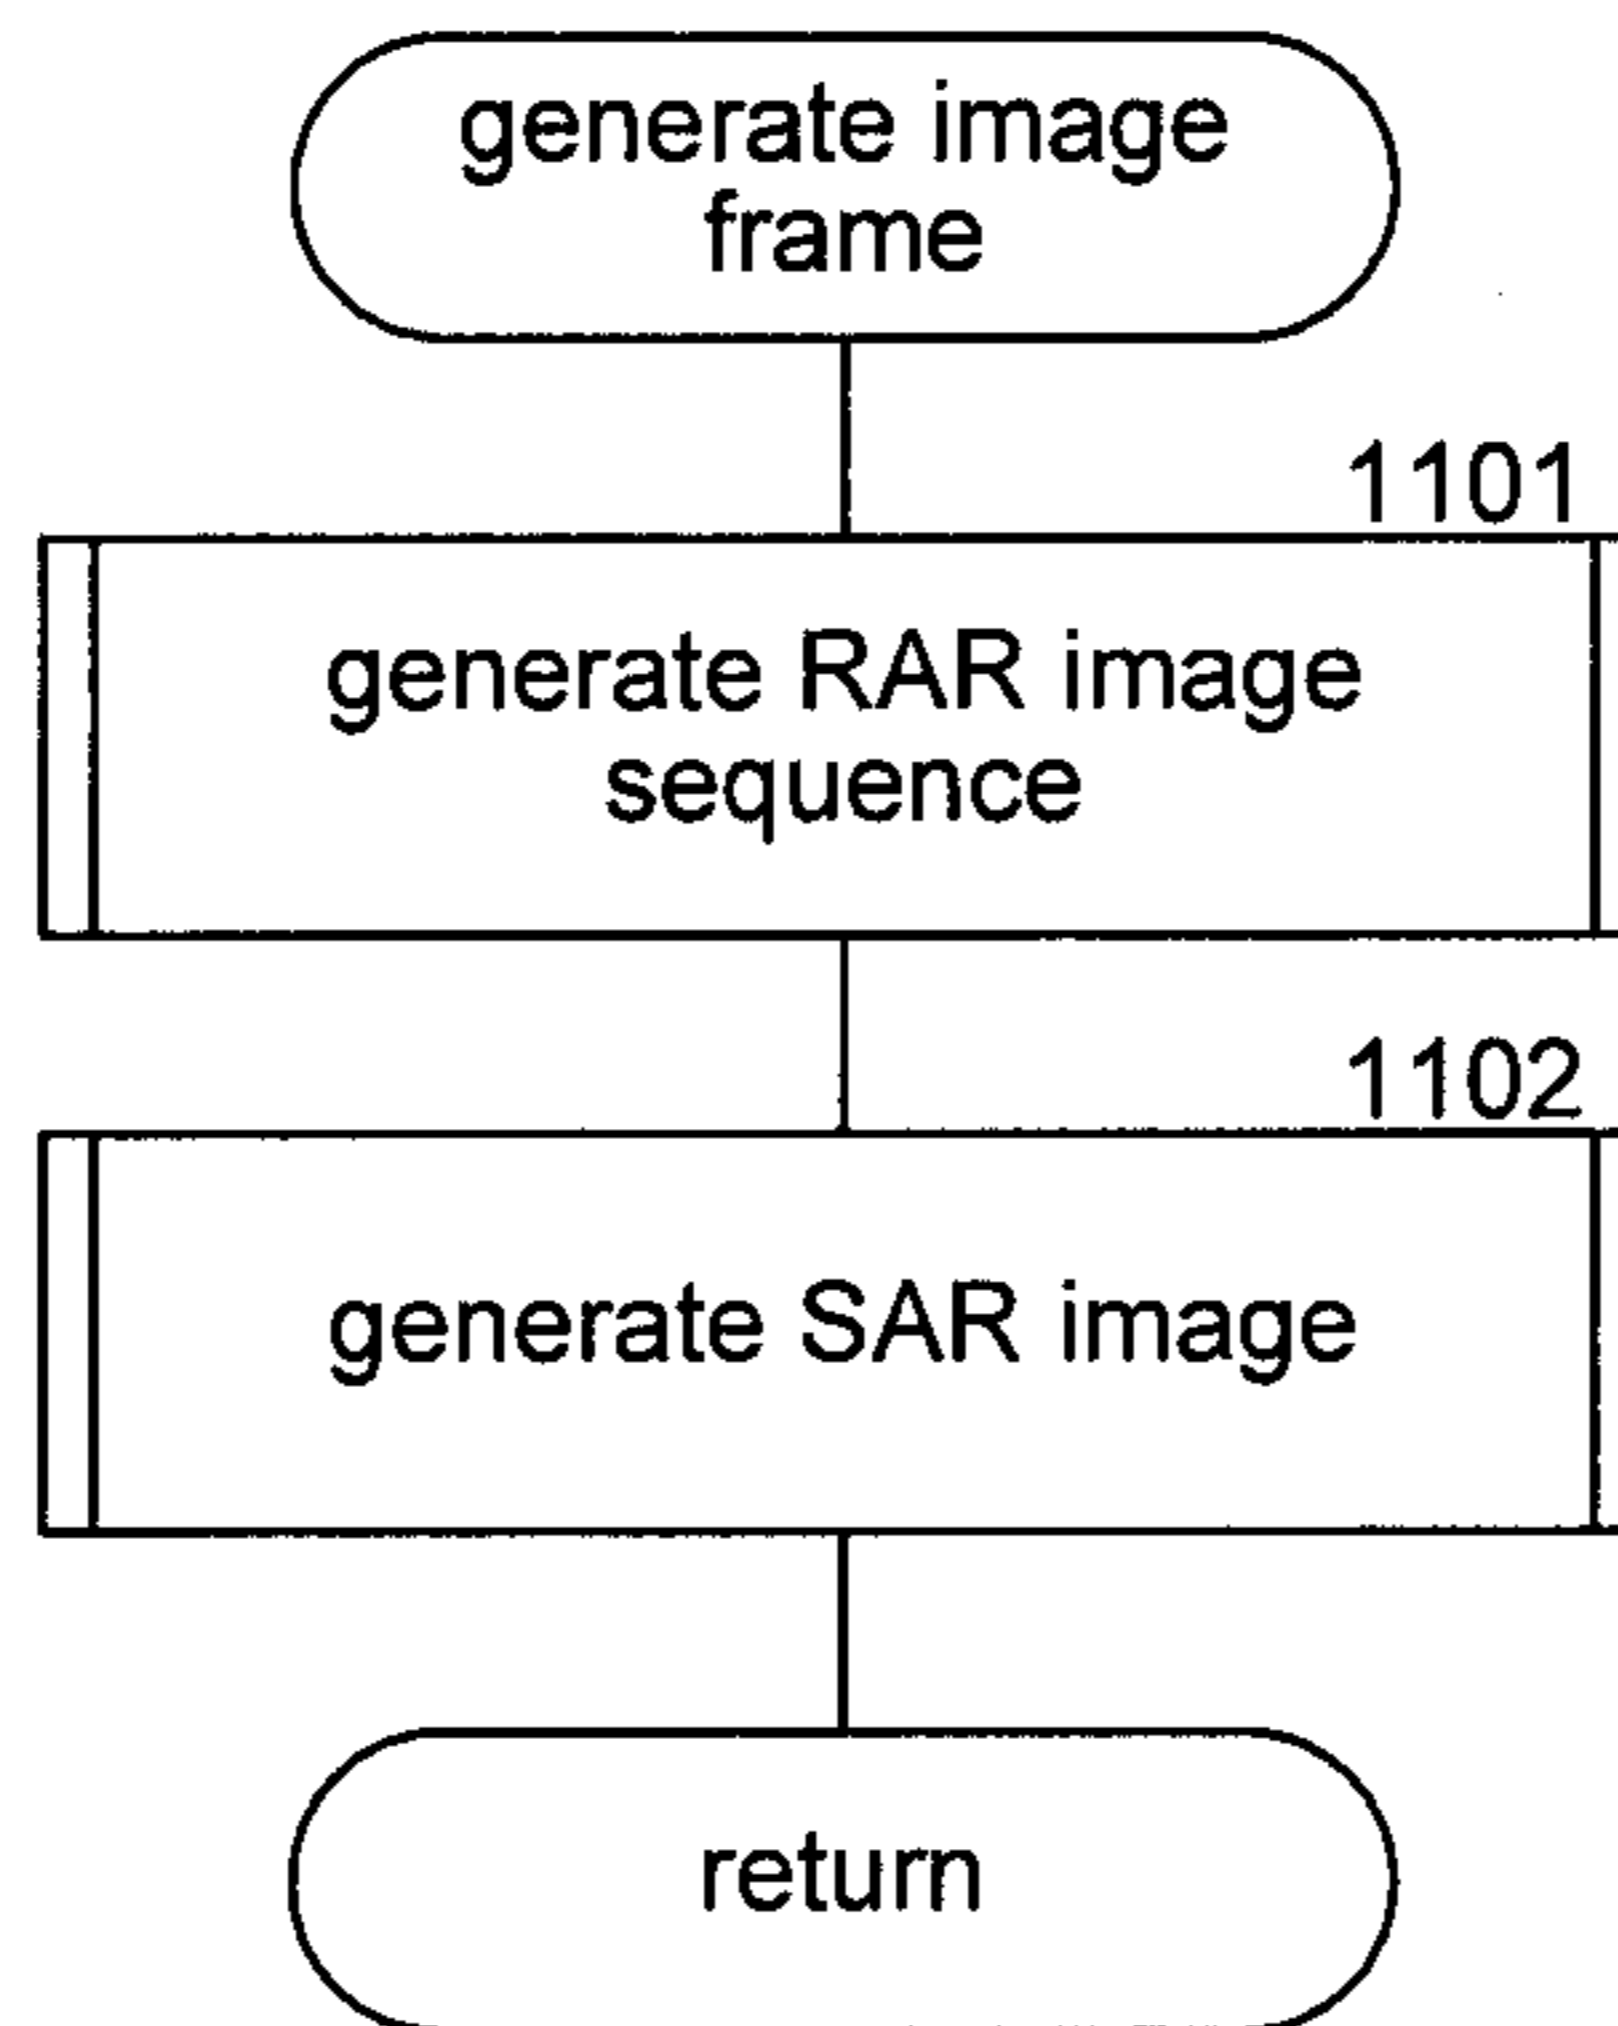 generate image
frame
1101
generate RAR image
sequence
1102
generate SAR image
return